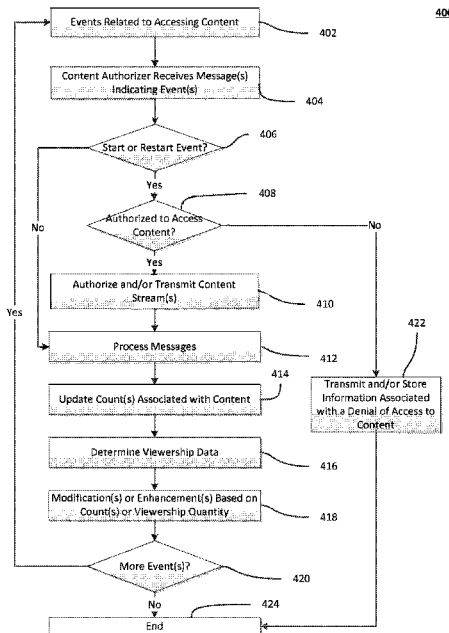 400
Events Related to Accessing Content
402
Content Authorizer Receives Message(s)
Indicating Event(s)
404
Start or Restart Event?
406
Yes
408
Authorized to Access
Content?
No
No
Yes
Yes
Authorize and/or Transmit Content
Stream(s)
410
Process Messages
412
422
414
Update Count(s) Associated with Content
Transmit and/or Store
Information Associated
with a Denial of Access to
Content
Determine Viewership Data
416
Modification(s) or Enhancement(s) Based on
Count(s) or Viewership Quantity
418
More Event(s)?
420
No
424
End